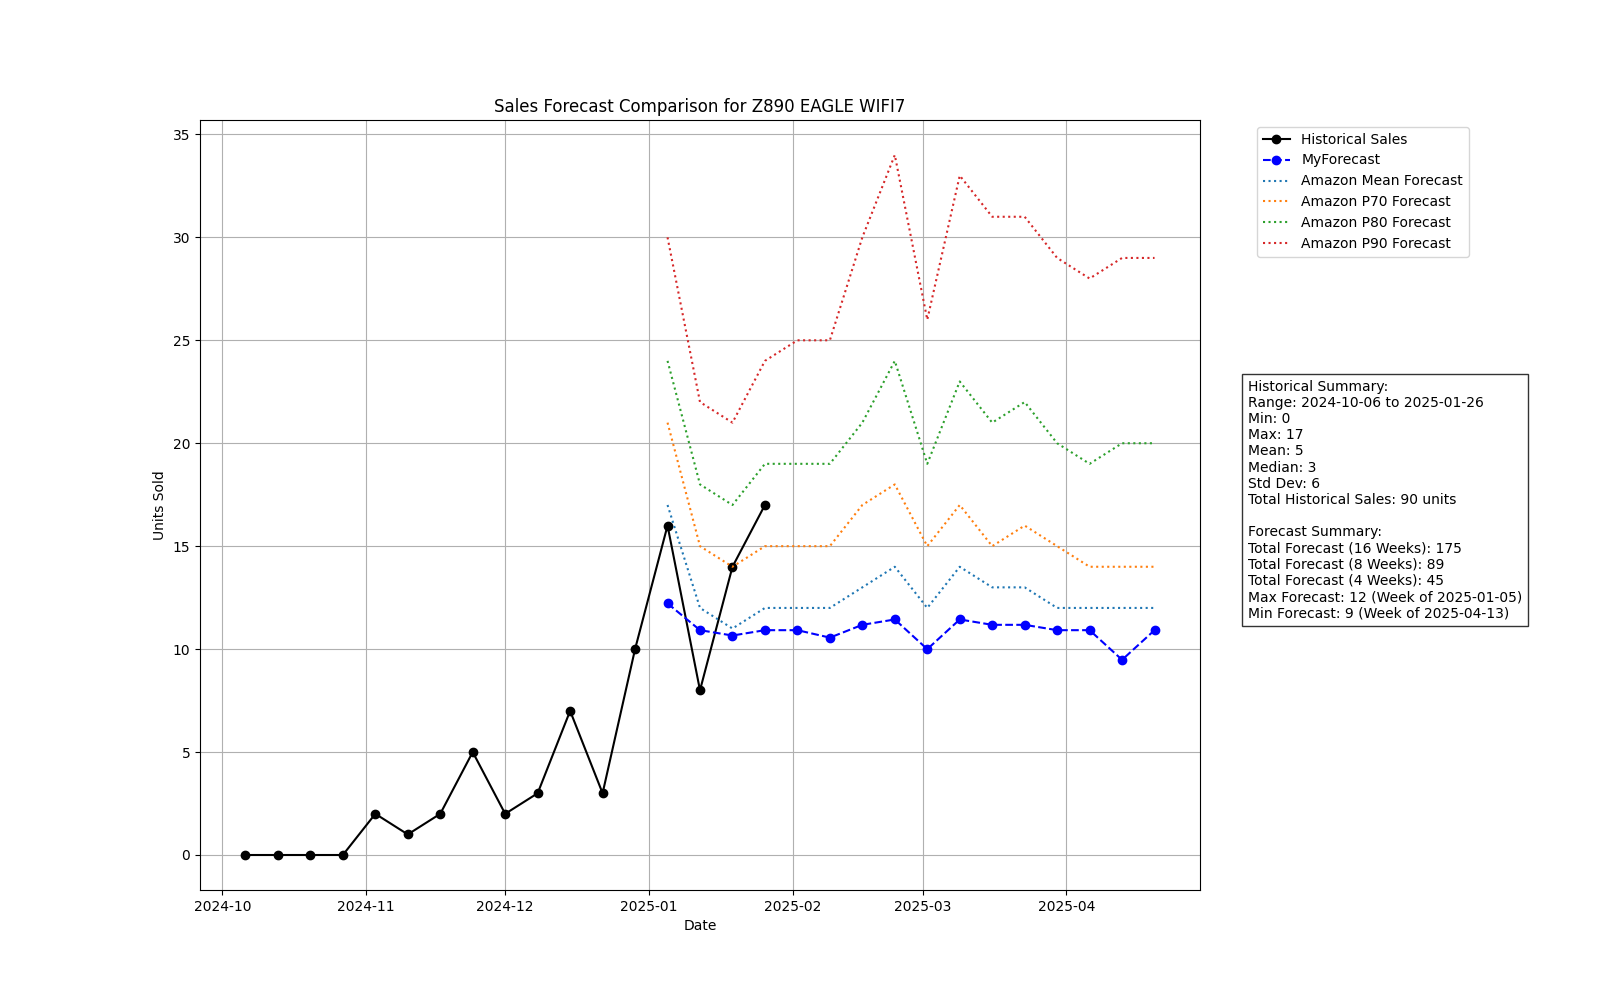 Sales Forecast Comparison for Z890 EAGLE WIFI7
35
30
25
20
15
10
5
0
Units Sold
2024-10
2024-11
2024-12
2025-01
2025-02
2025-03
2025-04
Date
Historical Sales
MyForecast
Amazon Mean Forecast
Amazon P70 Forecast
Amazon P80 Forecast
Amazon P90 Forecast
Historical Summary:
Range: 2024-10-06 to 2025-01-26
Min: 0
Max: 17
Mean: 5
Median: 3
Std Dev: 6
Total Historical Sales: 90 units
Forecast Summary:
Total Forecast (16 Weeks): 175
Total Forecast (8 Weeks): 89
Total Forecast (4 Weeks): 45
Max Forecast: 12 (Week of 2025-01-05)
Min Forecast: 9 (Week of 2025-04-13)